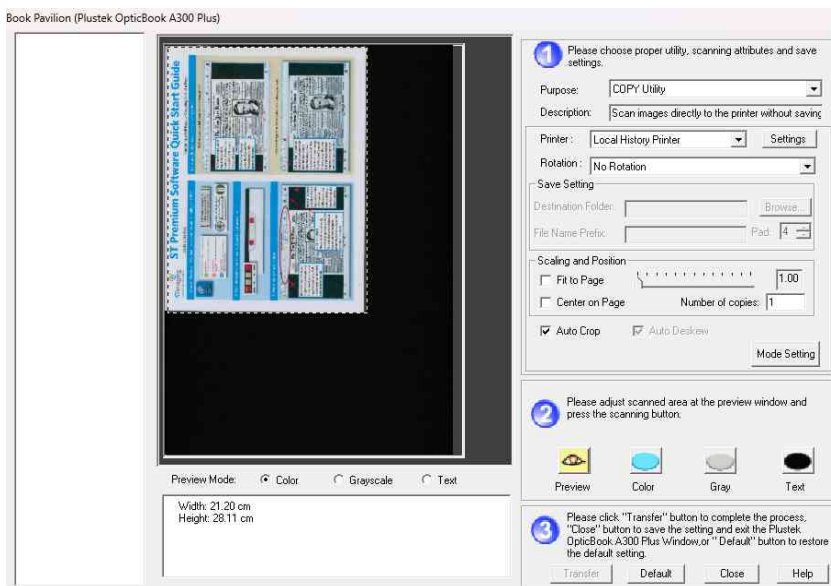 Book Pavilion (Plustek OpticBook A300 Plus)
ST Premium Software Quick Start Guide
Preview Mode:
Color
Grayscale
Text
Width: 21.20 cm
Height: 28.11 cm
1
Please choose proper utility, scanning attributes and save
settings.
Purpose:
COPY Utility
Description:
Scan images directly to the printer without saving
Printer :
Local History Printer
Settings
Rotation :
No Rotation
Save Setting
Destination Folder:
Browse...
File Name Prefix:
Pad:
4
Scaling and Position
Fit to Page
1.00
Center on Page
Number of copies:
1
Auto Crop
Auto Deskew
Mode Setting
2
Please adjust scanned area at the preview window and
press the scanning button.
Preview
Color
Gray
Text
3
Please click "Transfer" button to complete the process,
"Close" button to save the setting and exit the Plustek
OpticBook A300 Plus Window,or " Default" button to restore
the default setting.
Transfer
Default
Close
Help